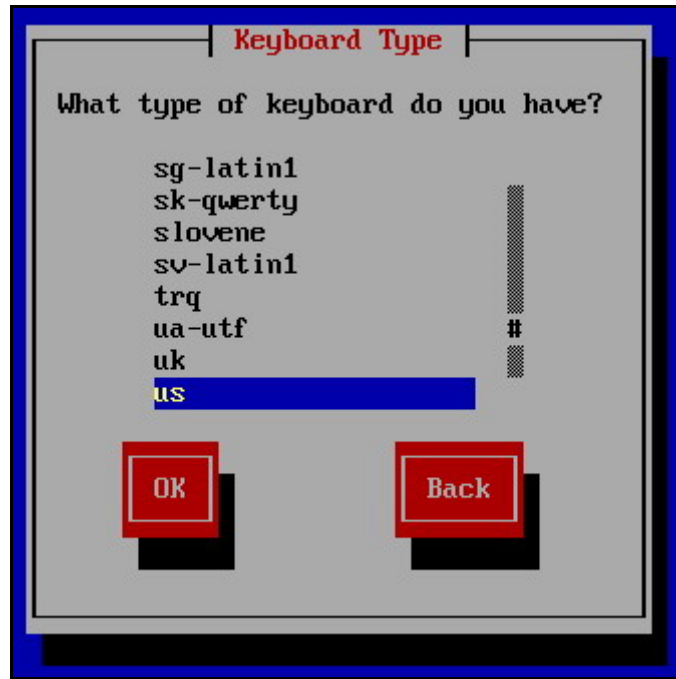 Keyboard Type
What type of keyboard do you have?
sg-latin1
sk-qwerty
slovene
sv-latin1
trq
ua-utf
#
uk
us
OK
Back